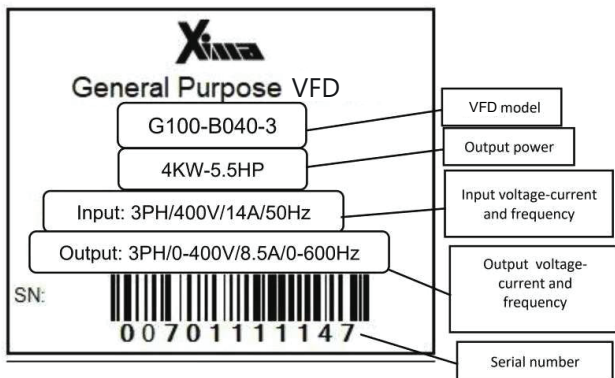 Xima
General Purpose VFD
G100-B040-3
4KW-5.5HP
Input: 3PH/400V/14A/50Hz
Output: 3PH/0-400V/8.5A/0-600Hz
SN:
00701111147
VFD model
Output power
Input voltage-current
and frequency
Output voltage-
current and
frequency
Serial number